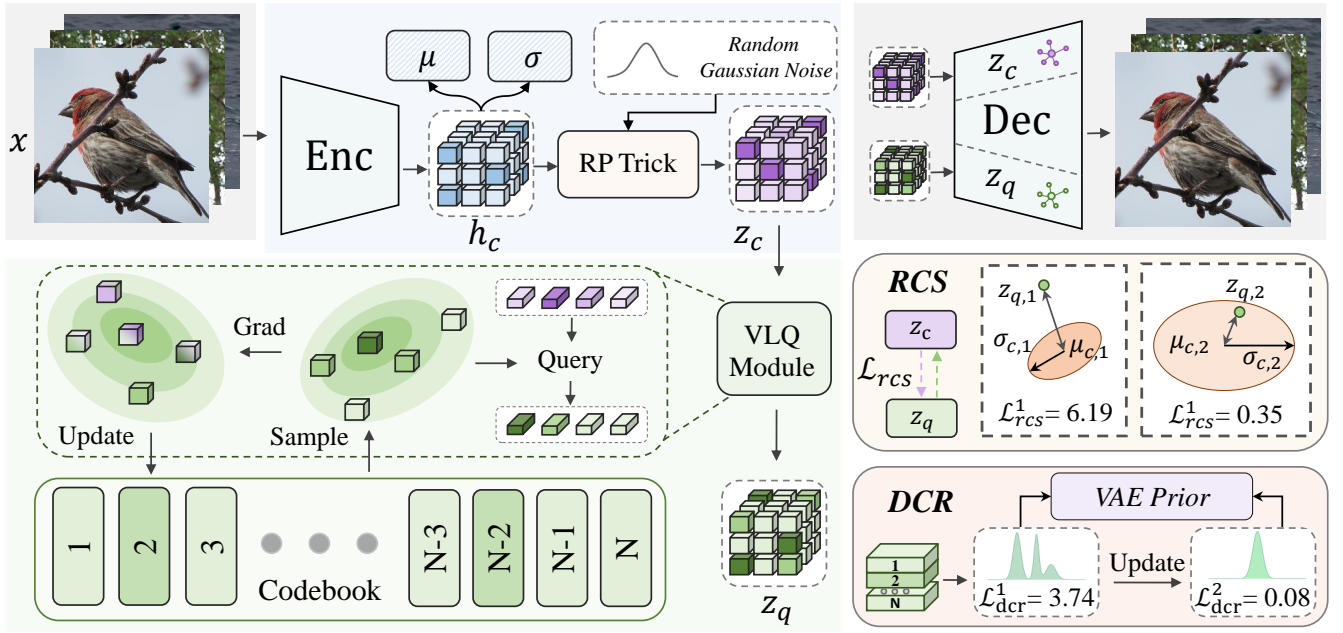 x
Enc
μ
σ
h_c
Random
Gaussian Noise
RP Trick
z_c
z_c
Dec
z_q
Grad
Query
Update
Sample
VLQ
Module
1
2
3
Codebook
N-3
N-2
N-1
N
z_q
RCS
z_c
ℒ_rcs
z_q
z_{q,1}
σ_{c,1}
μ_{c,1}
ℒ^1_rcs= 6.19
z_{q,2}
μ_{c,2}
σ_{c,2}
ℒ^1_rcs= 0.35
DCR
VAE Prior
1
2
N
ℒ^1_dcr= 3.74
Update
ℒ^2_dcr= 0.08